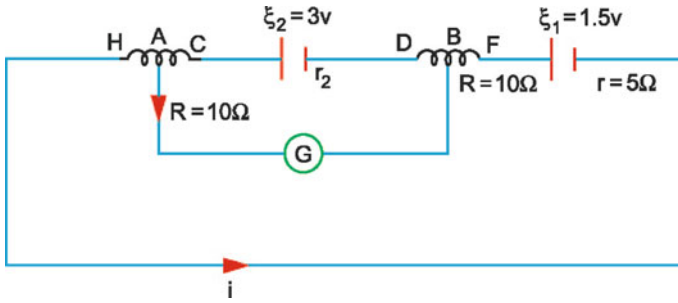 ξ₂ = 3v ξ₁ = 1.5v
H A C D B F
r₂ R = 10Ω r = 5Ω
R = 10Ω
G
i